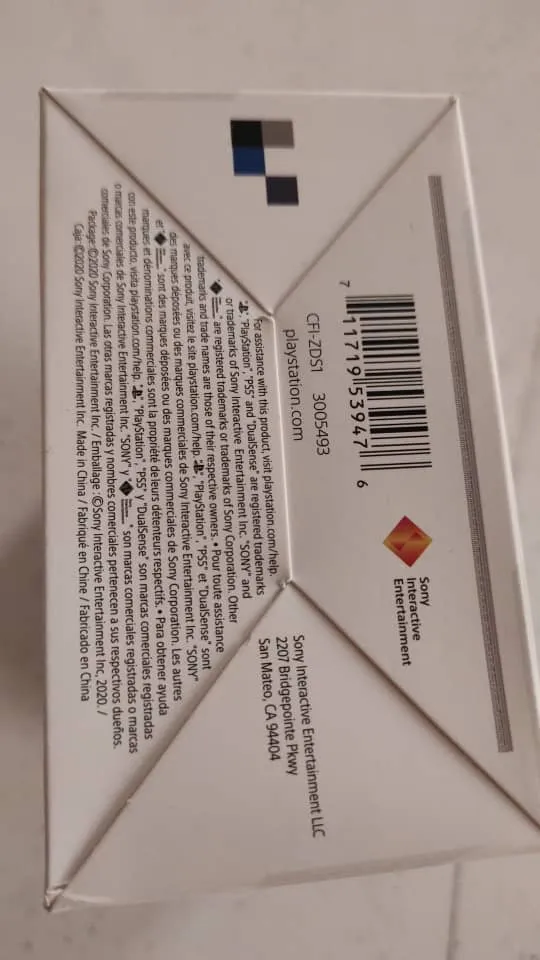 7 11719 53947 6
Sony
Interactive
Entertainment
CFI-ZDS1 3005493
playstation.com
Sony Interactive Entertainment LLC
2207 Bridgepointe Pkwy
San Mateo, CA 94404
For assistance with this product, visit playstation.com/help.
"PlayStation", "PS5" and "DualSense" are registered trademarks
or trademarks of Sony Interactive Entertainment Inc. "SONY" and
" " are registered trademarks or trademarks of Sony Corporation. Other
trademarks and trade names are those of their respective owners. • Pour toute assistance
avec ce produit, visitez le site playstation.com/help. " ", "PlayStation", "PS5" et "DualSense" sont
des marques déposées ou des marques commerciales de Sony Interactive Entertainment Inc. "SONY"
et " " sont des marques déposées ou des marques commerciales de Sony Corporation. Les autres
marques et dénominations commerciales sont la propriété de leurs détenteurs respectifs. • Para obtener ayuda
con este producto, visita playstation.com/help. " ", "PlayStation", "PS5" y "DualSense" son marcas comerciales registradas
o marcas comerciales de Sony Interactive Entertainment Inc. "SONY" y " " son marcas comerciales registradas o marcas
comerciales de Sony Corporation. Las otras marcas registradas y nombres comerciales pertenecen a sus respectivos dueños.
Package: ©2020 Sony Interactive Entertainment Inc. / Emballage : ©Sony Interactive Entertainment Inc, 2020. /
Caja: ©2020 Sony Interactive Entertainment Inc. Made in China / Fabriqué en Chine / Fabricado en China